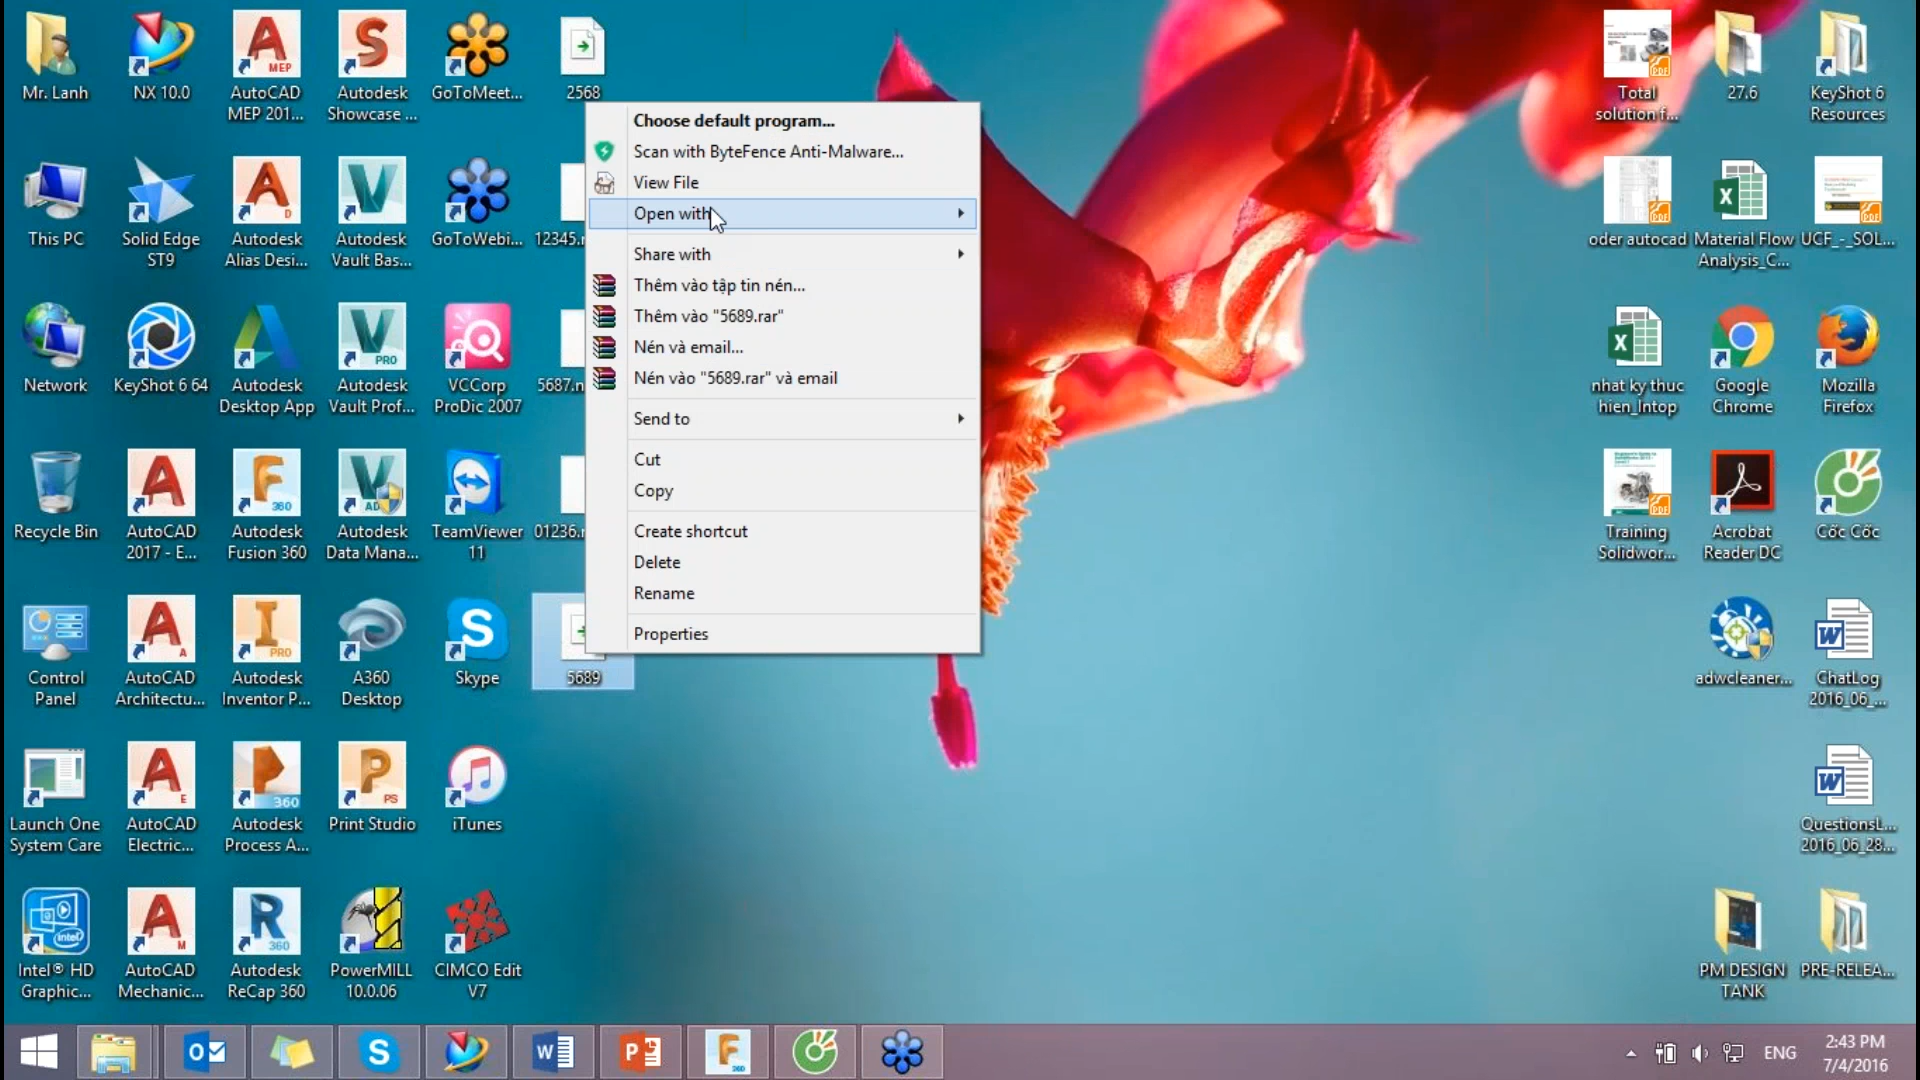 Mr. Lanh
NX 10.0
AutoCAD
MEP 201...
Autodesk
Showcase ...
GoToMeet...
2568
Total
solution f...
27.6
KeyShot 6
Resources
Choose default program...
Scan with ByteFence Anti-Malware...
View File
Open with
Share with
Thêm vào tập tin nén...
Thêm vào "5689.rar"
Nén và email...
Nén vào "5689.rar" và email
Send to
Cut
Copy
Create shortcut
Delete
Rename
Properties
This PC
Solid Edge
ST9
Autodesk
Alias Desi...
Autodesk
Vault Bas...
GoToWebi...
12345.n
oder autocad
Material Flow
Analysis_C...
UCF_-_SOL...
Network
KeyShot 6 64
Autodesk
Desktop App
Autodesk
Vault Prof...
VCCorp
ProDic 2007
5687.n
nhat ky thuc
hien_Intop
Google
Chrome
Mozilla
Firefox
Recycle Bin
AutoCAD
2017 - E...
Autodesk
Fusion 360
Autodesk
Data Mana...
TeamViewer
11
01236.n
Training
Solidwor...
Acrobat
Reader DC
Cốc Cốc
Control
Panel
AutoCAD
Architectu...
Autodesk
Inventor P...
A360
Desktop
Skype
5689
adwcleaner...
ChatLog
2016_06_...
Launch One
System Care
AutoCAD
Electric...
Autodesk
Process A...
Print Studio
iTunes
QuestionsL...
2016_06_28...
Intel® HD
Graphic...
AutoCAD
Mechanic...
Autodesk
ReCap 360
PowerMILL
10.0.06
CIMCO Edit
V7
PM DESIGN
TANK
PRE-RELEA...
ENG
2:43 PM
7/4/2016